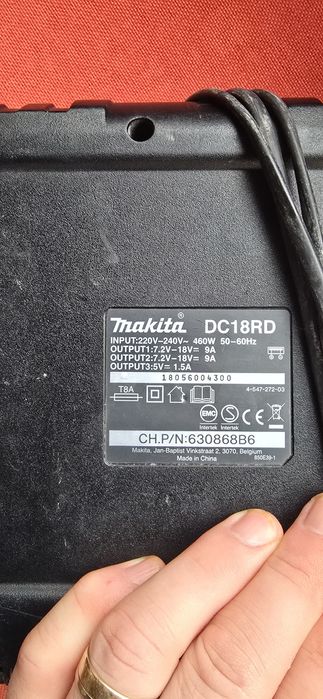 makita DC18RD
INPUT:220V-240V~ 460W 50-60Hz
OUTPUT1:7.2V-18V⎓ 9A
OUTPUT2:7.2V-18V⎓ 9A
OUTPUT3:5V⎓ 1.5A
18056004300
4-547-272-03
T8A
EMC CE
Intertek Intertek
CH.P/N:630868B6
Makita, Jan-Baptist Vinkstraat 2, 3070, Belgium
Made in China 850E39-1